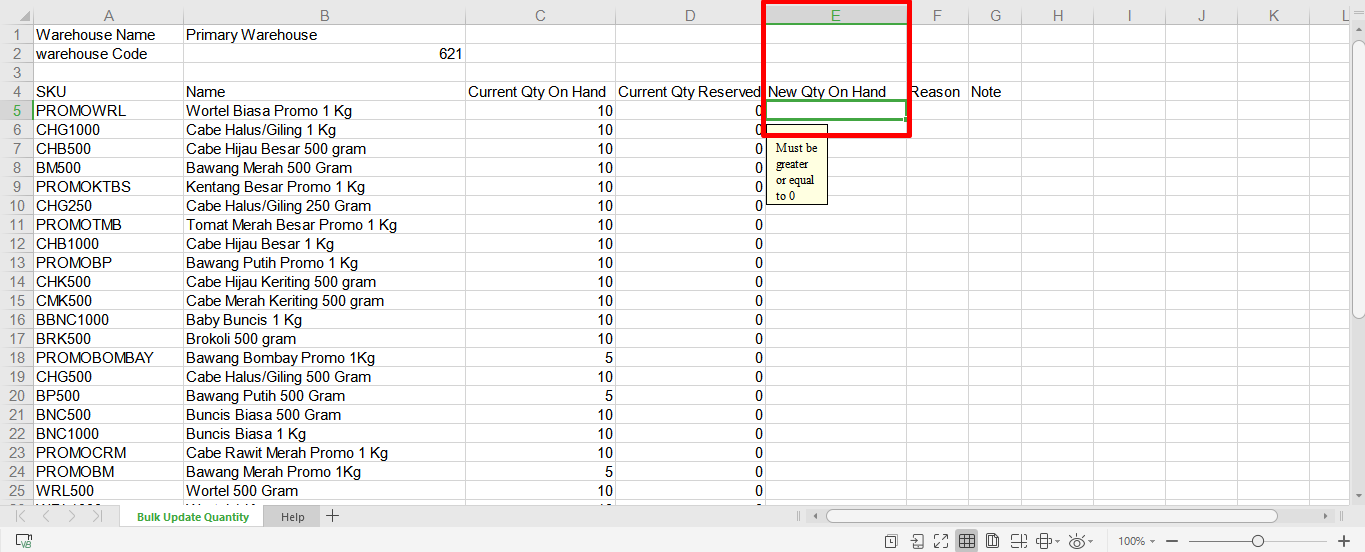 A B C D E F G H I J K L
1 Warehouse Name Primary Warehouse
2 warehouse Code 621
3
4 SKU Name Current Qty On Hand Current Qty Reserved New Qty On Hand Reason Note
5 PROMOWRL Wortel Biasa Promo 1 Kg 10 0
6 CHG1000 Cabe Halus/Giling 1 Kg 10 0
7 CHB500 Cabe Hijau Besar 500 gram 10 0
Must be
greater
or equal
to 0
8 BM500 Bawang Merah 500 Gram 10 0
9 PROMOKTBS Kentang Besar Promo 1 Kg 10 0
10 CHG250 Cabe Halus/Giling 250 Gram 10 0
11 PROMOTMB Tomat Merah Besar Promo 1 Kg 10 0
12 CHB1000 Cabe Hijau Besar 1 Kg 10 0
13 PROMOBP Bawang Putih Promo 1 Kg 10 0
14 CHK500 Cabe Hijau Keriting 500 gram 10 0
15 CMK500 Cabe Merah Keriting 500 gram 10 0
16 BBNC1000 Baby Buncis 1 Kg 10 0
17 BRK500 Brokoli 500 gram 10 0
18 PROMOBOMBAY Bawang Bombay Promo 1Kg 5 0
19 CHG500 Cabe Halus/Giling 500 Gram 10 0
20 BP500 Bawang Putih 500 Gram 5 0
21 BNC500 Buncis Biasa 500 Gram 10 0
22 BNC1000 Buncis Biasa 1 Kg 10 0
23 PROMOCRM Cabe Rawit Merah Promo 1 Kg 10 0
24 PROMOBM Bawang Merah Promo 1Kg 5 0
25 WRL500 Wortel 500 Gram 10 0
Bulk Update Quantity Help
100%